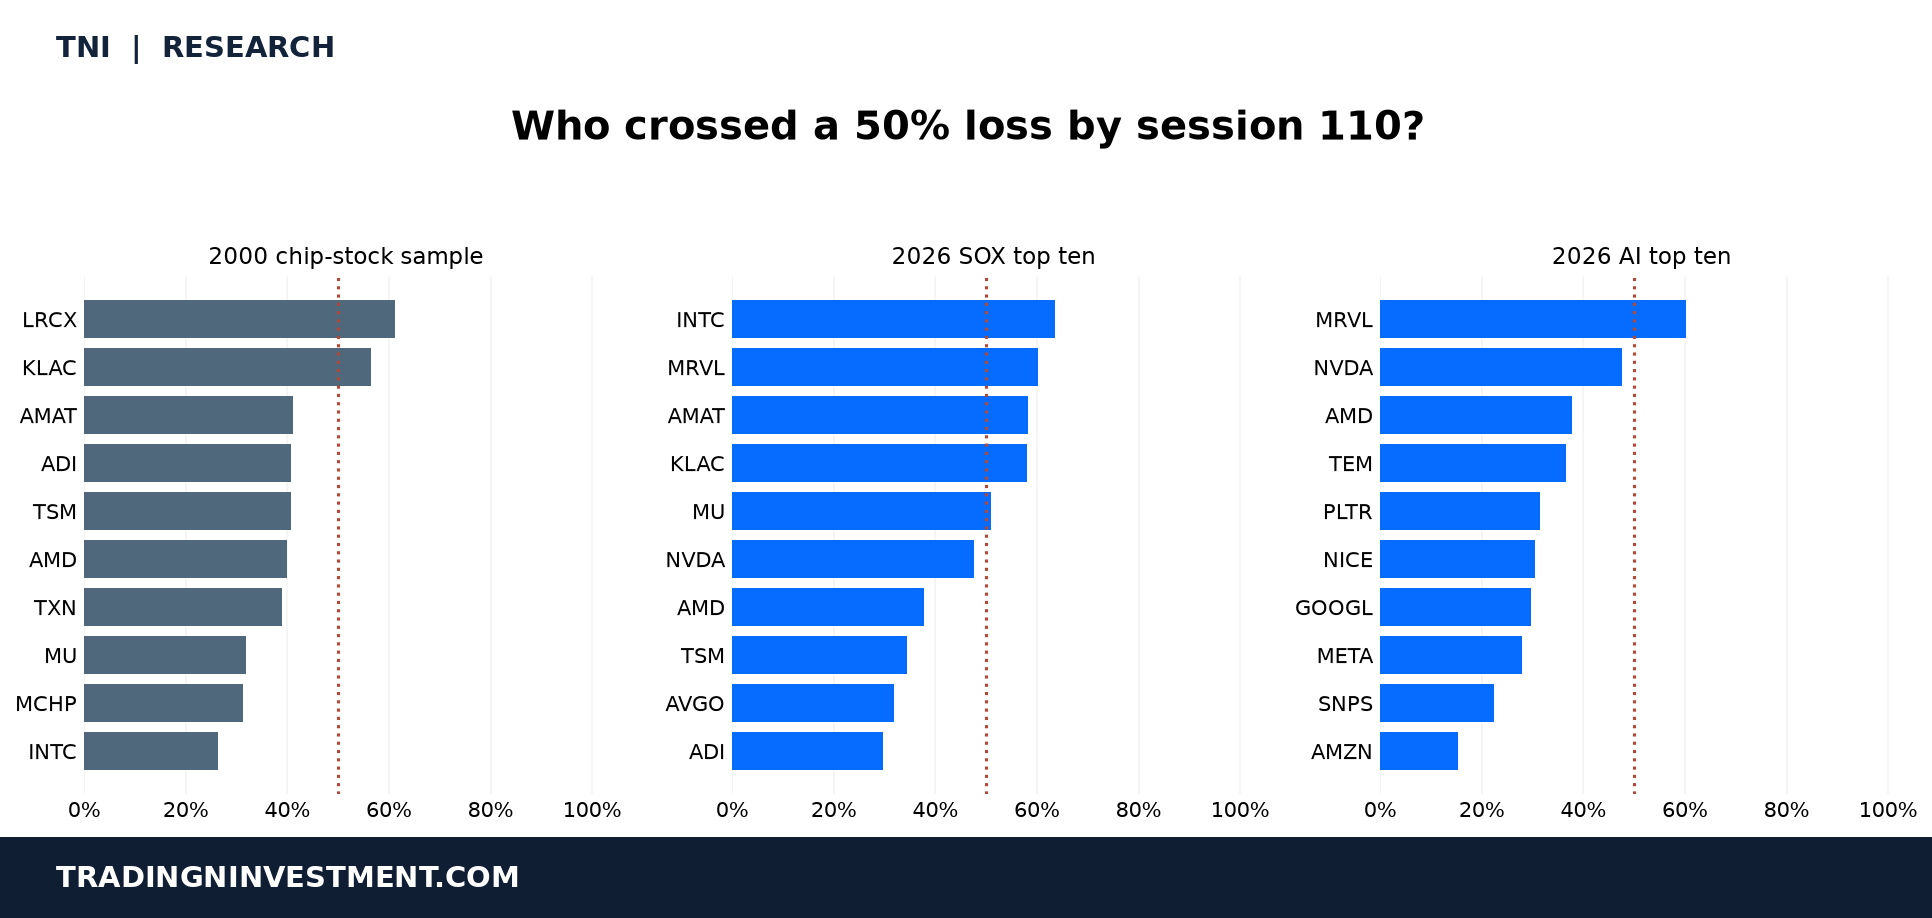 TNI | RESEARCH
Who crossed a 50% loss by session 110?
2000 chip-stock sample
LRCX
KLAC
AMAT
ADI
TSM
AMD
TXN
MU
MCHP
INTC
0% 20% 40% 60% 80% 100%
2026 SOX top ten
INTC
MRVL
AMAT
KLAC
MU
NVDA
AMD
TSM
AVGO
ADI
0% 20% 40% 60% 80% 100%
2026 AI top ten
MRVL
NVDA
AMD
TEM
PLTR
NICE
GOOGL
META
SNPS
AMZN
0% 20% 40% 60% 80% 100%
TRADINGNINVESTMENT.COM